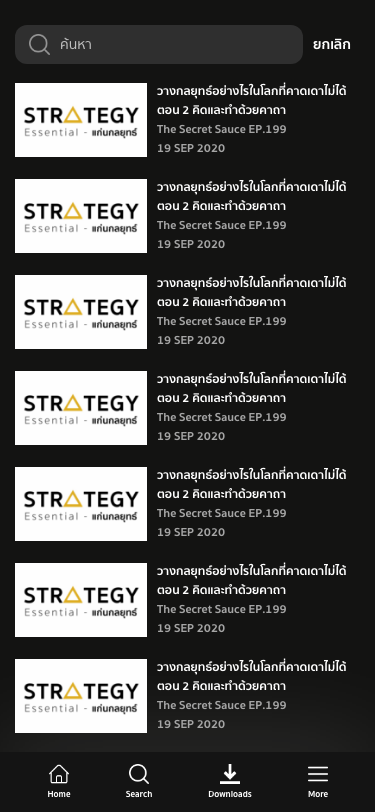 ค้นหา
ยกเลิก
STRATEGY
Essential - แก่นกลยุทธ์
วางกลยุทธ์อย่างไรในโลกที่คาดเดาไม่ได้
ตอน 2 คิดและทำด้วยคาถา
The Secret Sauce EP.199
19 SEP 2020
STRATEGY
Essential - แก่นกลยุทธ์
วางกลยุทธ์อย่างไรในโลกที่คาดเดาไม่ได้
ตอน 2 คิดและทำด้วยคาถา
The Secret Sauce EP.199
19 SEP 2020
STRATEGY
Essential - แก่นกลยุทธ์
วางกลยุทธ์อย่างไรในโลกที่คาดเดาไม่ได้
ตอน 2 คิดและทำด้วยคาถา
The Secret Sauce EP.199
19 SEP 2020
STRATEGY
Essential - แก่นกลยุทธ์
วางกลยุทธ์อย่างไรในโลกที่คาดเดาไม่ได้
ตอน 2 คิดและทำด้วยคาถา
The Secret Sauce EP.199
19 SEP 2020
STRATEGY
Essential - แก่นกลยุทธ์
วางกลยุทธ์อย่างไรในโลกที่คาดเดาไม่ได้
ตอน 2 คิดและทำด้วยคาถา
The Secret Sauce EP.199
19 SEP 2020
STRATEGY
Essential - แก่นกลยุทธ์
วางกลยุทธ์อย่างไรในโลกที่คาดเดาไม่ได้
ตอน 2 คิดและทำด้วยคาถา
The Secret Sauce EP.199
19 SEP 2020
STRATEGY
Essential - แก่นกลยุทธ์
วางกลยุทธ์อย่างไรในโลกที่คาดเดาไม่ได้
ตอน 2 คิดและทำด้วยคาถา
The Secret Sauce EP.199
19 SEP 2020
Home
Search
Downloads
More